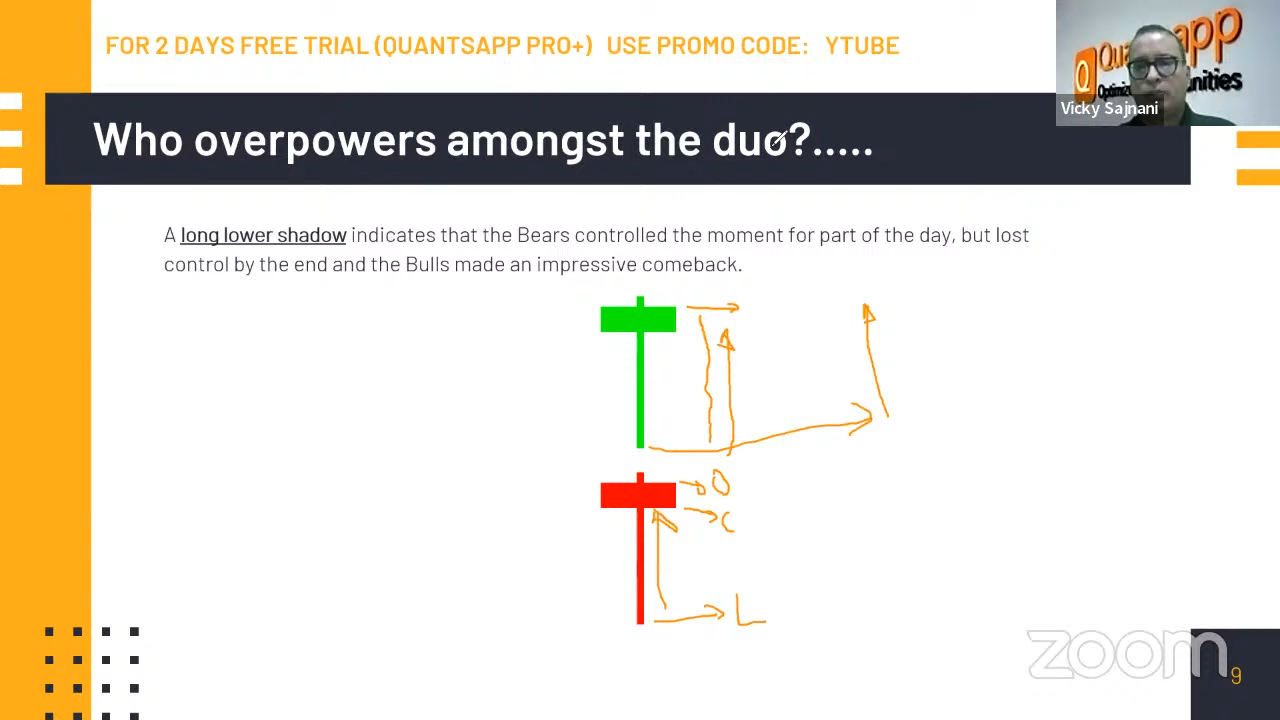 FOR 2 DAYS FREE TRIAL (QUANTSAPP PRO+) USE PROMO CODE: YTUBE
Vicky Sajnani
Who overpowers amongst the duo?.....
A long lower shadow indicates that the Bears controlled the moment for part of the day, but lost
control by the end and the Bulls made an impressive comeback.
O
C
L
zoom
9